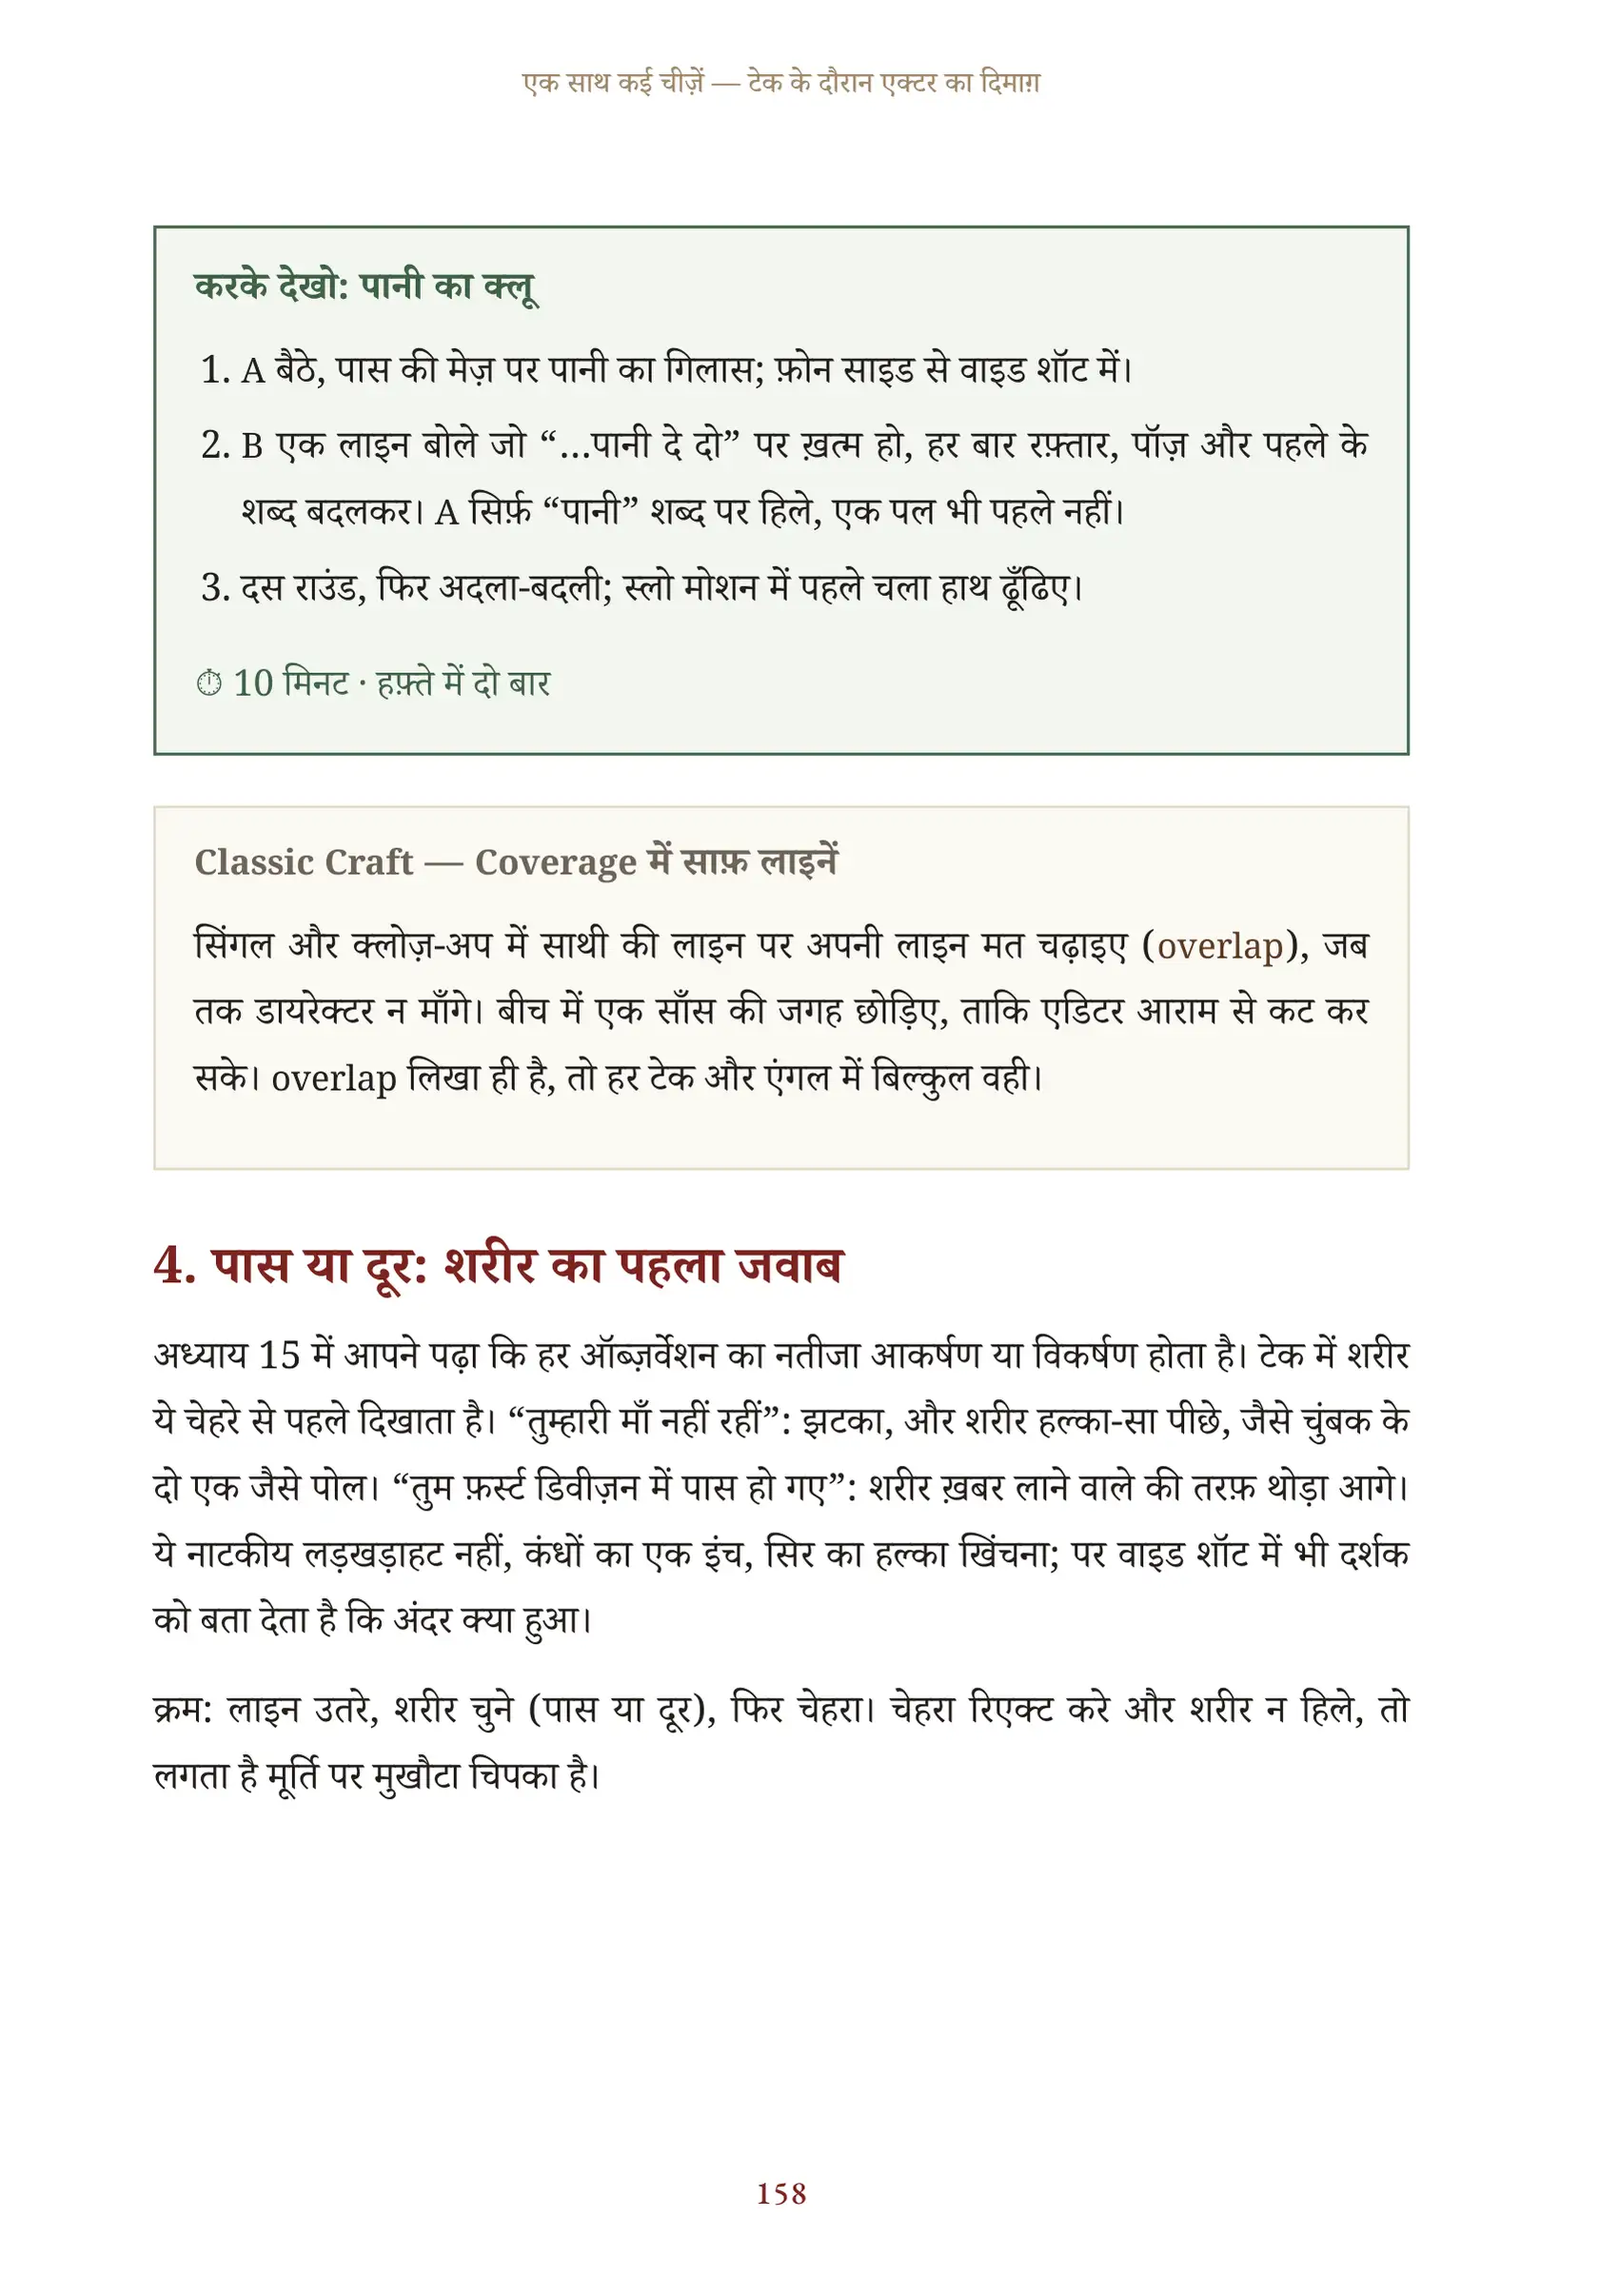 एक साथ कई चीज़ें — टेक के दौरान एक्टर का दिमाग़
करके देखो: पानी का क्लू
1. A बैठे, पास की मेज़ पर पानी का गिलास; फ़ोन साइड से वाइड शॉट में।
2. B एक लाइन बोले जो “…पानी दे दो” पर ख़त्म हो, हर बार रफ़्तार, पॉज़ और पहले के
शब्द बदलकर। A सिर्फ़ “पानी” शब्द पर हिले, एक पल भी पहले नहीं।
3. दस राउंड, फिर अदला-बदली; स्लो मोशन में पहले चला हाथ ढूँढिए।
⏱ 10 मिनट · हफ़्ते में दो बार
Classic Craft — Coverage में साफ़ लाइनें
सिंगल और क्लोज़-अप में साथी की लाइन पर अपनी लाइन मत चढ़ाइए (overlap), जब
तक डायरेक्टर न माँगे। बीच में एक साँस की जगह छोड़िए, ताकि एडिटर आराम से कट कर
सके। overlap लिखा ही है, तो हर टेक और एंगल में बिल्कुल वही।
4. पास या दूर: शरीर का पहला जवाब
अध्याय 15 में आपने पढ़ा कि हर ऑब्ज़र्वेशन का नतीजा आकर्षण या विकर्षण होता है। टेक में शरीर
ये चेहरे से पहले दिखाता है। “तुम्हारी माँ नहीं रहीं”: झटका, और शरीर हल्का-सा पीछे, जैसे चुंबक के
दो एक जैसे पोल। “तुम फ़र्स्ट डिवीज़न में पास हो गए”: शरीर ख़बर लाने वाले की तरफ़ थोड़ा आगे।
ये नाटकीय लड़खड़ाहट नहीं, कंधों का एक इंच, सिर का हल्का खिंचना; पर वाइड शॉट में भी दर्शक
को बता देता है कि अंदर क्या हुआ।
क्रम: लाइन उतरे, शरीर चुने (पास या दूर), फिर चेहरा। चेहरा रिएक्ट करे और शरीर न हिले, तो
लगता है मूर्ति पर मुखौटा चिपका है।
158